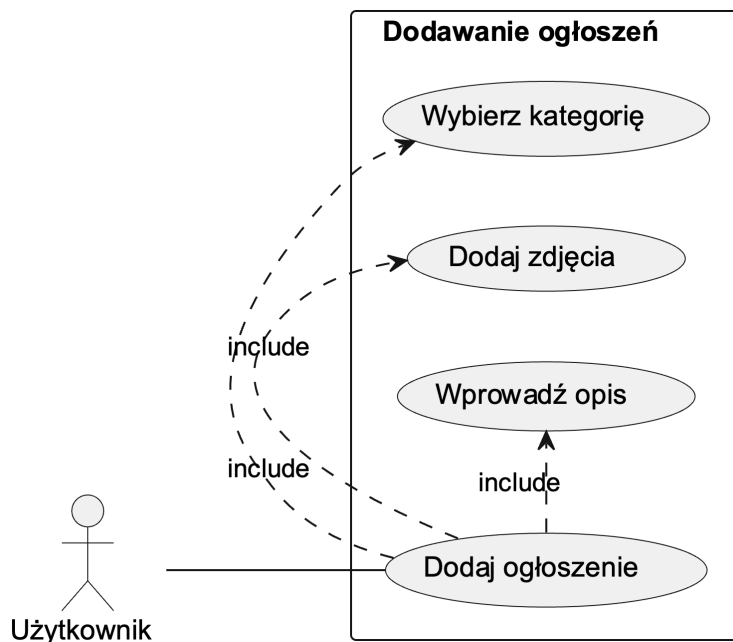 Dodawanie ogłoszeń
Wybierz kategorię
Dodaj zdjęcia
include
Wprowadź opis
include
include
Dodaj ogłoszenie
Użytkownik